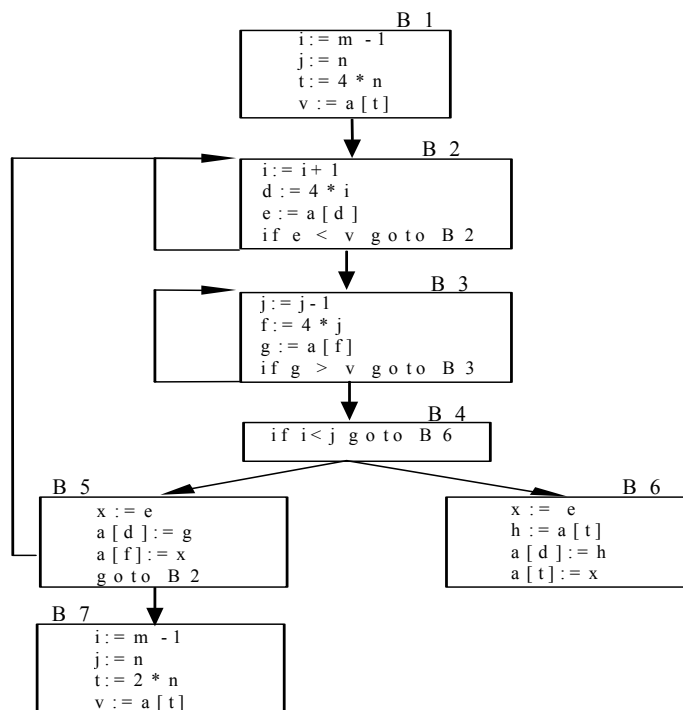 B 1
i := m - 1
j := n
t := 4 * n
v := a [ t ]
B 2
i := i + 1
d := 4 * i
e := a [ d ]
if e < v goto B 2
B 3
j := j - 1
f := 4 * j
g := a [ f ]
if g > v goto B 3
B 4
if i < j goto B 6
B 5
x := e
a [ d ] := g
a [ f ] := x
goto B 2
B 6
x := e
h := a [ t ]
a [ d ] := h
a [ t ] := x
B 7
i := m - 1
j := n
t := 2 * n
v := a [ t ]